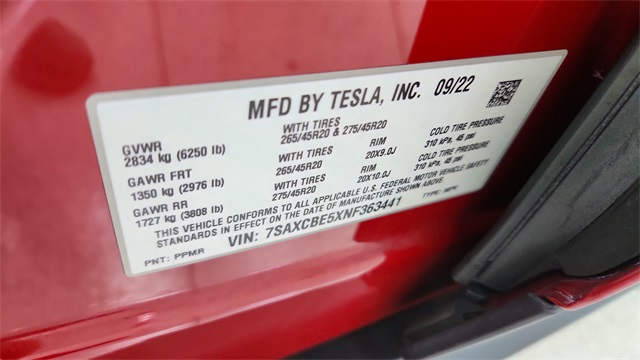 MFD BY TESLA, INC. 09/22
GVWR WITH TIRES
2834 kg (6250 lb) 265/45R20 & 275/45R20
GAWR FRT WITH TIRES RIM COLD TIRE PRESSURE
1350 kg (2976 lb) 265/45R20 20X9.0J 310 kPa, 45 psi
GAWR RR WITH TIRES RIM COLD TIRE PRESSURE
1727 kg (3808 lb) 275/45R20 20X10.0J 310 kPa, 45 psi
THIS VEHICLE CONFORMS TO ALL APPLICABLE U.S. FEDERAL MOTOR VEHICLE SAFETY
STANDARDS IN EFFECT ON THE DATE OF MANUFACTURE SHOWN ABOVE.
VIN: 7SAXCBE5XNF363441 TYPE: MPV
PNT: PPMR